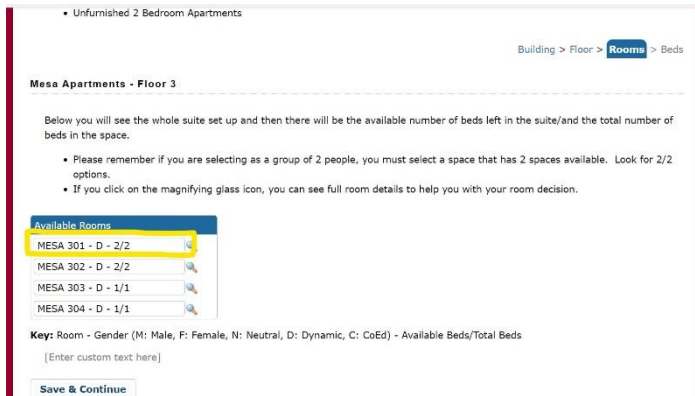 • Unfurnished 2 Bedroom Apartments
Building > Floor > Rooms > Beds
Mesa Apartments - Floor 3
Below you will see the whole suite set up and then there will be the available number of beds left in the suite/and the total number of
beds in the space.
• Please remember if you are selecting as a group of 2 people, you must select a space that has 2 spaces available. Look for 2/2
options.
• If you click on the magnifying glass icon, you can see full room details to help you with your room decision.
Available Rooms
MESA 301 - D - 2/2
MESA 302 - D - 2/2
MESA 303 - D - 1/1
MESA 304 - D - 1/1
Key: Room - Gender (M: Male, F: Female, N: Neutral, D: Dynamic, C: CoEd) - Available Beds/Total Beds
[Enter custom text here]
Save & Continue